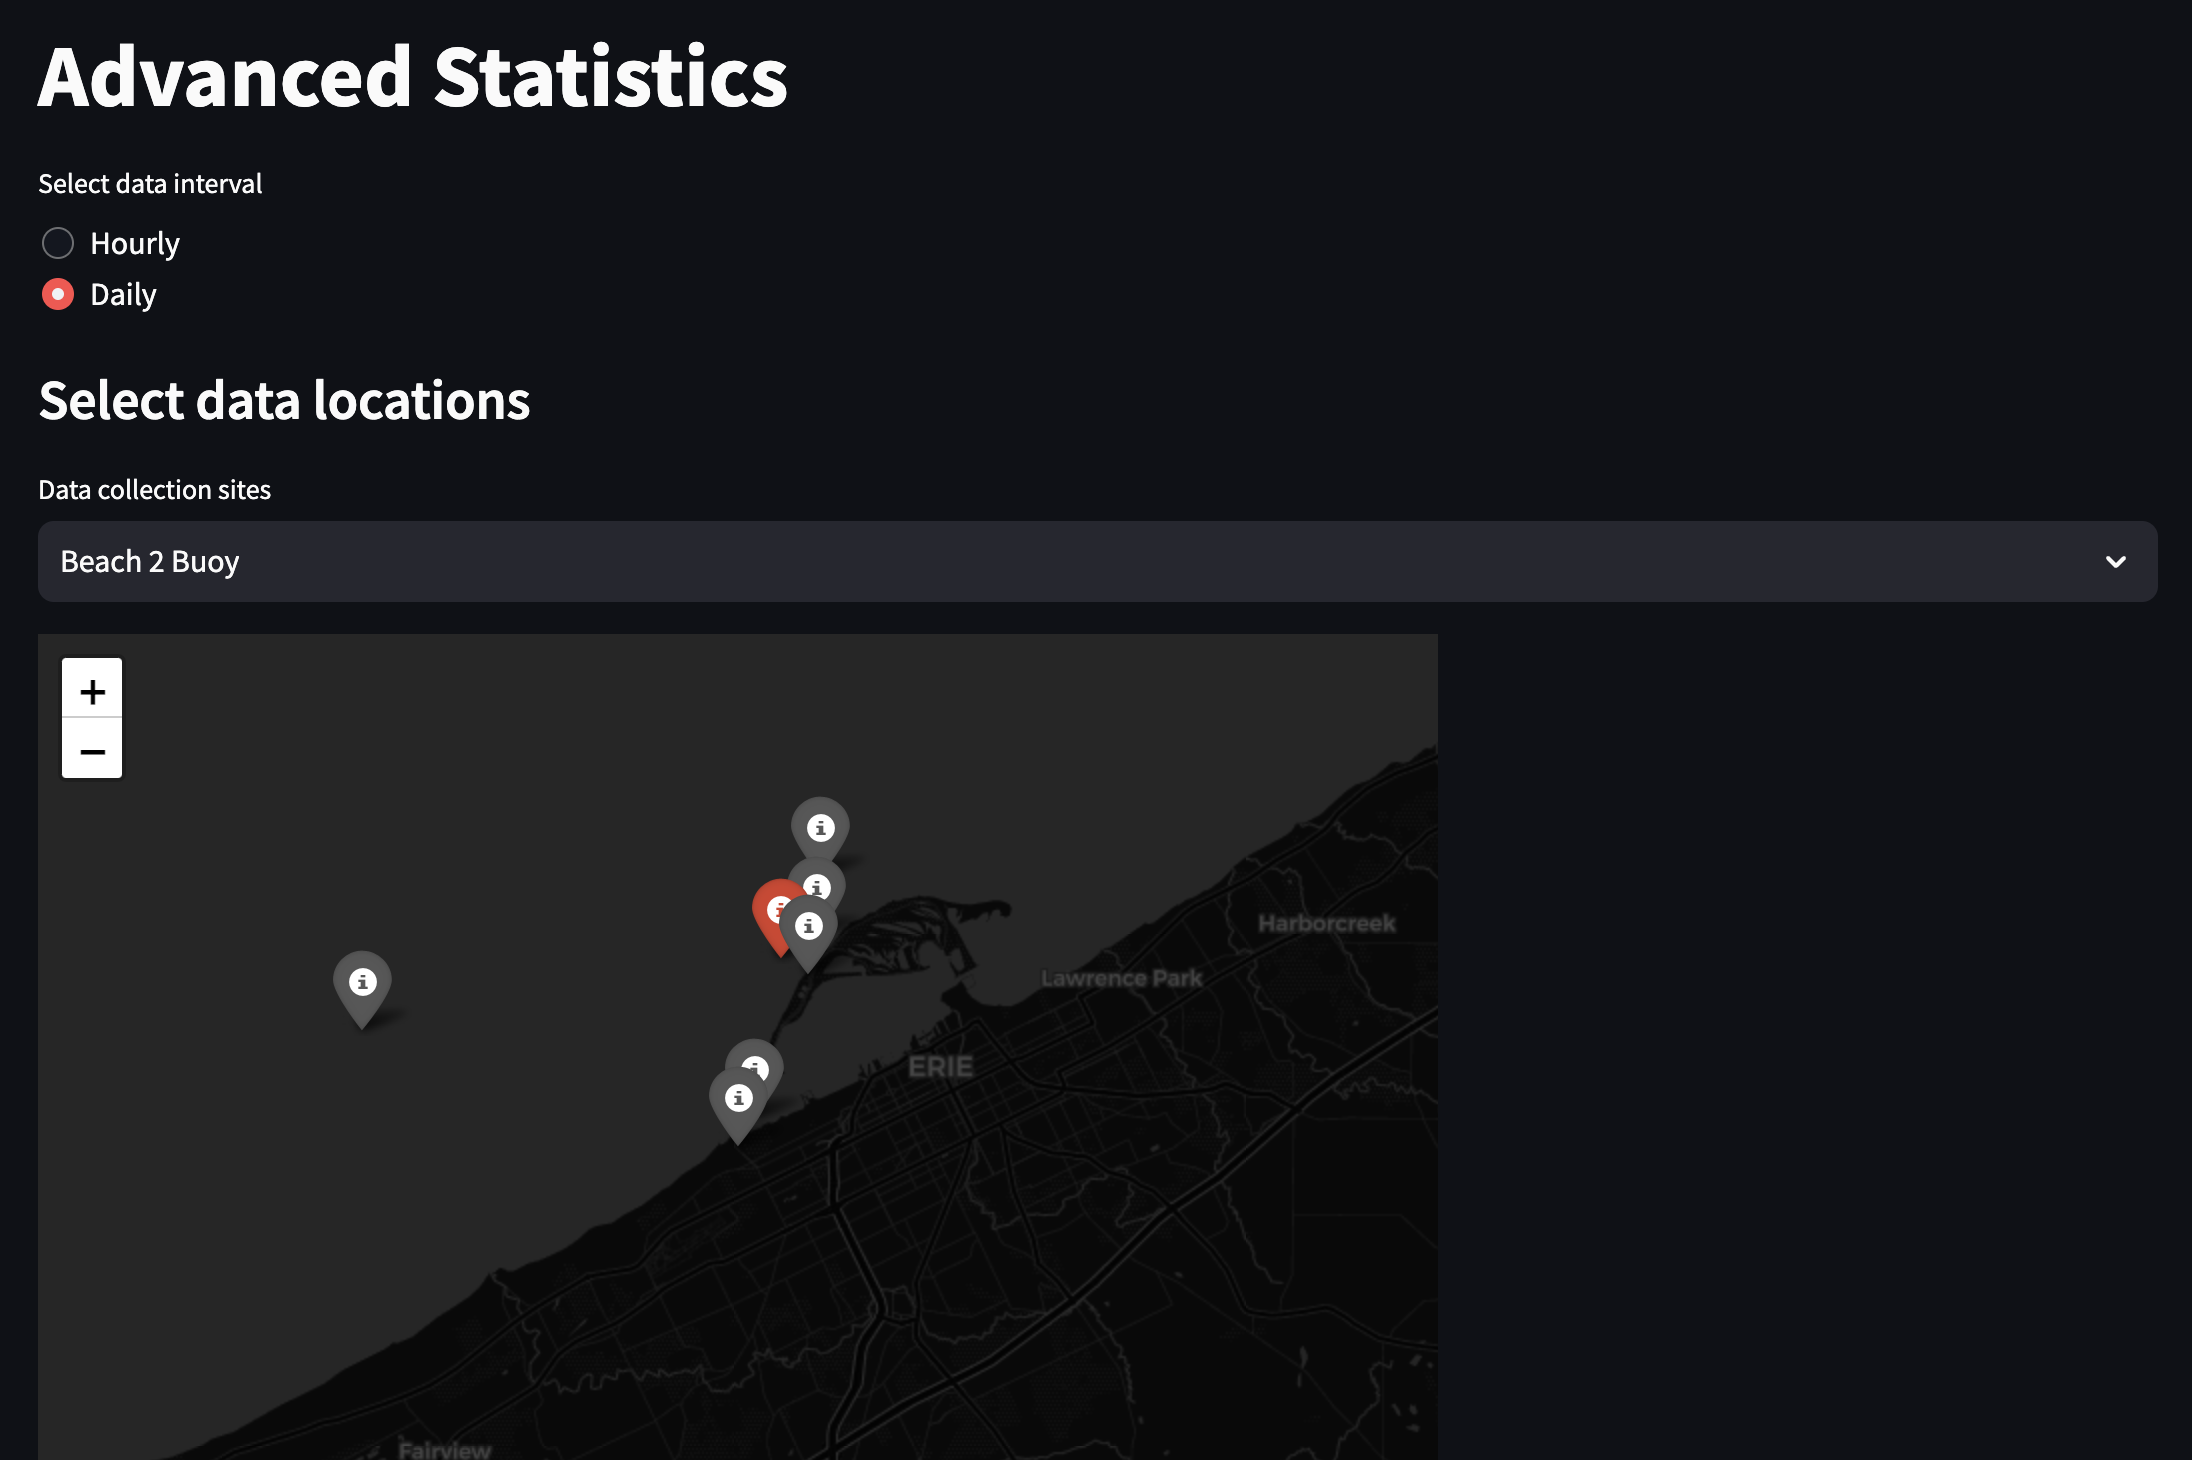 Advanced Statistics
Select data interval
Hourly
Daily
Select data locations
Data collection sites
Beach 2 Buoy
+
−
Harborcreek
Lawrence Park
ERIE
Fairview